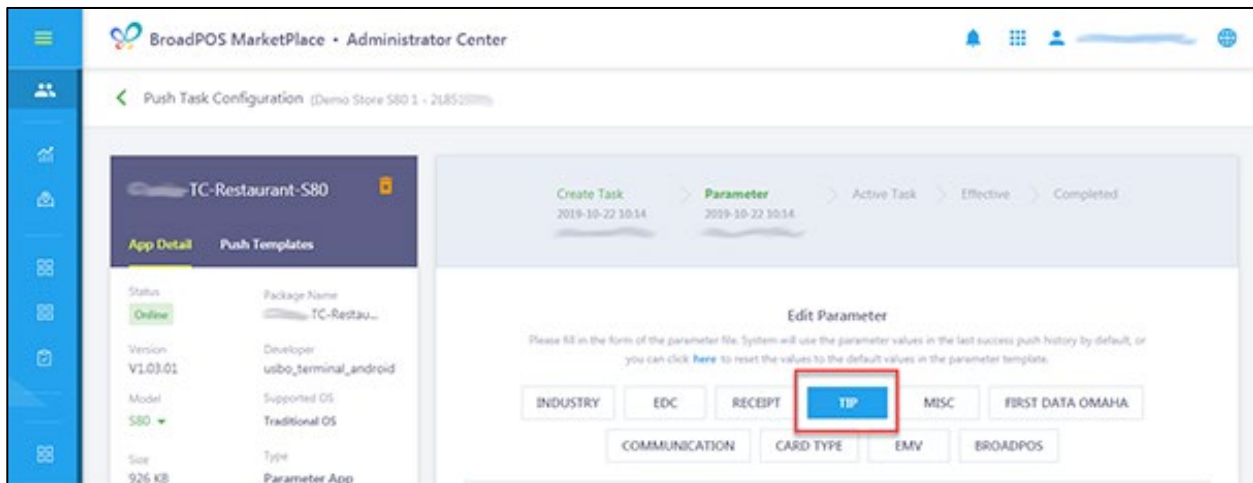 BroadPOS MarketPlace • Administrator Center
Push Task Configuration (Demo Store S80 1 - 2L851
-TC-Restaurant-S80
App Detail Push Templates
Status Package Name
Online -TC-Restau...
Version Developer
V1.03.01 usbo_terminal_android
Model Supported OS
S80 Traditional OS
Size Type
926 KB Parameter App
Create Task Parameter Active Task Effective Completed
2019-10-22 10:14 2019-10-22 10:14
Edit Parameter
Please fill in the form of the parameter file. System will use the parameter values in the last success push history by default, or
you can click here to reset the values to the default values in the parameter template.
INDUSTRY EDC RECEIPT TIP MISC FIRST DATA OMAHA
COMMUNICATION CARD TYPE EMV BROADPOS